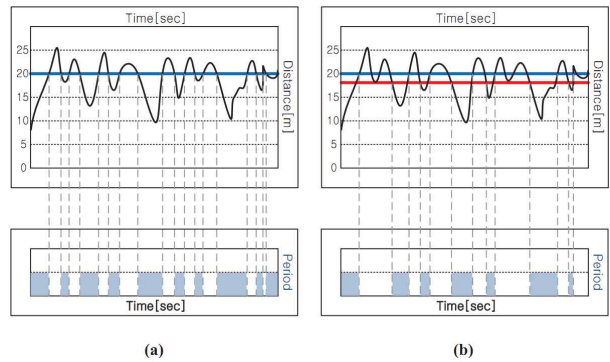 Time[sec]
25
20
15
10
5
0
Distance[m]
Period
Time[sec]
(a)
Time[sec]
25
20
15
10
5
0
Distance[m]
Period
Time[sec]
(b)